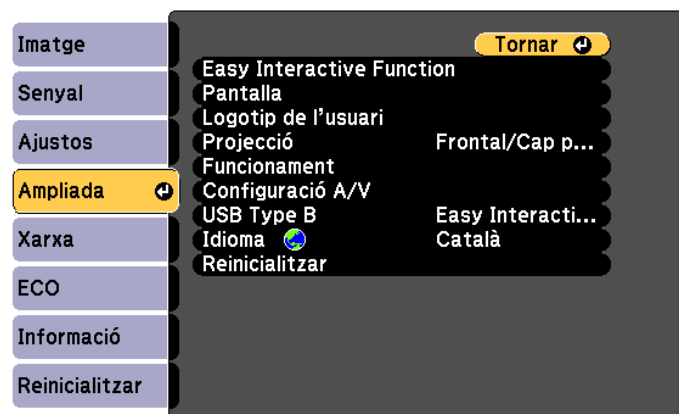 Imatge
Senyal
Ajustos
Ampliada
Xarxa
ECO
Informació
Reinicialitzar
Tornar
Easy Interactive Function
Pantalla
Logotip de l'usuari
Projecció Frontal/Cap p...
Funcionament
Configuració A/V
USB Type B Easy Interacti...
Idioma Català
Reinicialitzar